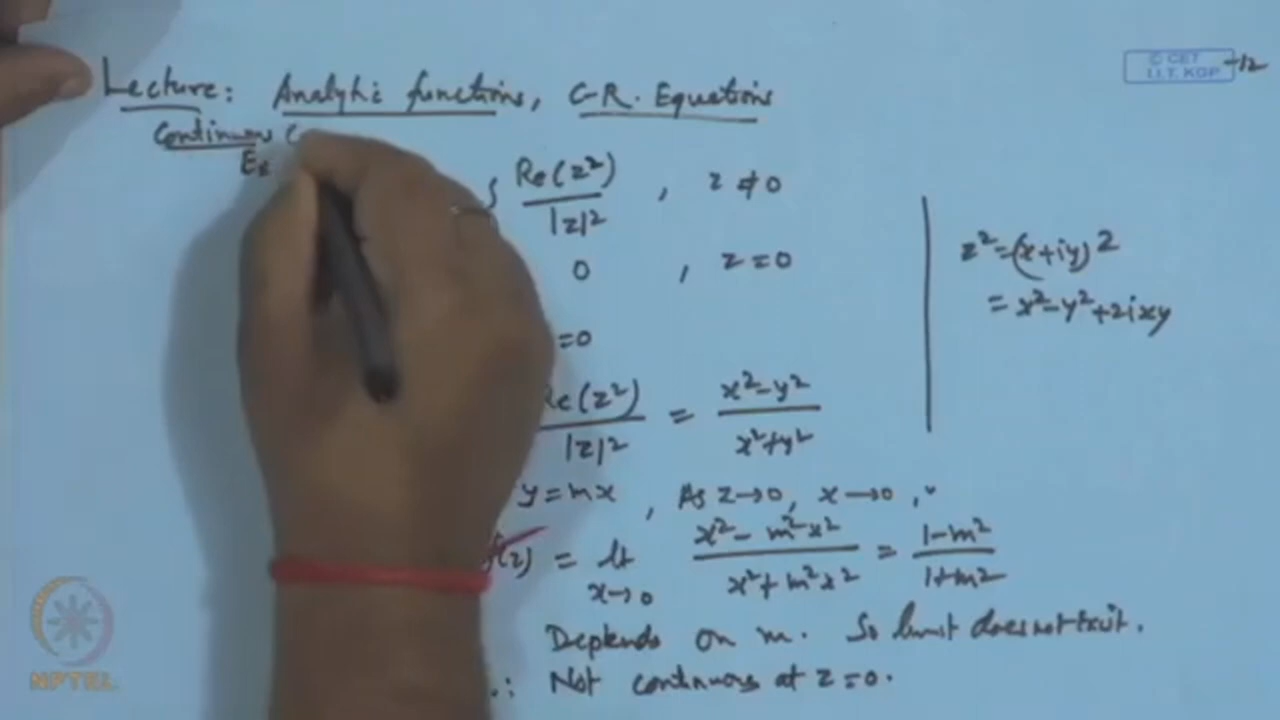 © CET
I.I.T. KGP
-12
Lecture: Analytic functions, C-R. Equations
Continuous
Ex
Re(z²)/|z|² , z≠0
0 , z=0
=0
Re(z²)/|z|² = x²-y²/x²+y²
z²=(x+iy)²
= x²-y²+2ixy
y=mx , As z→0, x→0,
f(z) = lt x→0 x²-m²x²/x²+m²x² = 1-m²/1+m²
Depends on m. So limit does not exist.
∴ Not continuous at z=0.
NPTEL